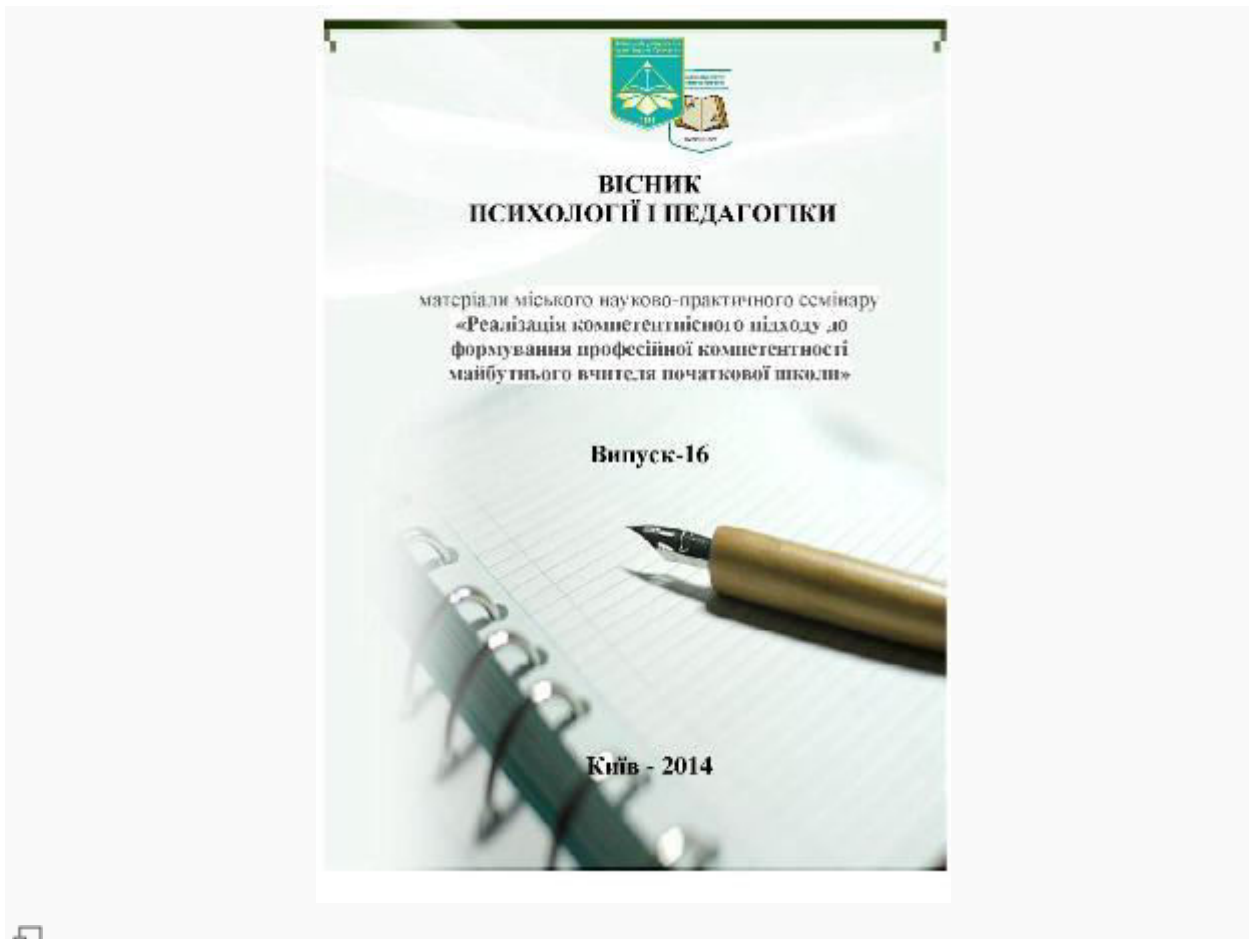 ВІСНИК
ПСИХОЛОГІЇ І ПЕДАГОГІКИ
матеріали міського науково-практичного семінару
«Реалізація компетентнісного підходу до
формування професійної компетентності
майбутнього вчителя початкової школи»
Випуск-16
Київ - 2014